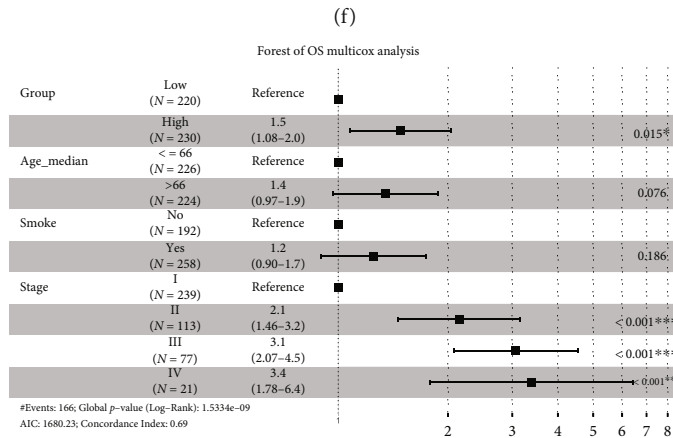 (f)
Forest of OS multicox analysis
Group Low (N = 220) Reference
High (N = 230) 1.5 (1.08–2.0) 0.015*
Age_median <= 66 (N = 226) Reference
>66 (N = 224) 1.4 (0.97–1.9) 0.076
Smoke No (N = 192) Reference
Yes (N = 258) 1.2 (0.90–1.7) 0.186
Stage I (N = 239) Reference
II (N = 113) 2.1 (1.46–3.2) < 0.001***
III (N = 77) 3.1 (2.07–4.5) < 0.001***
IV (N = 21) 3.4 (1.78–6.4) < 0.001**
#Events: 166; Global p–value (Log–Rank): 1.5334e–09
AIC: 1680.23; Concordance Index: 0.69
2 3 4 5 6 7 8